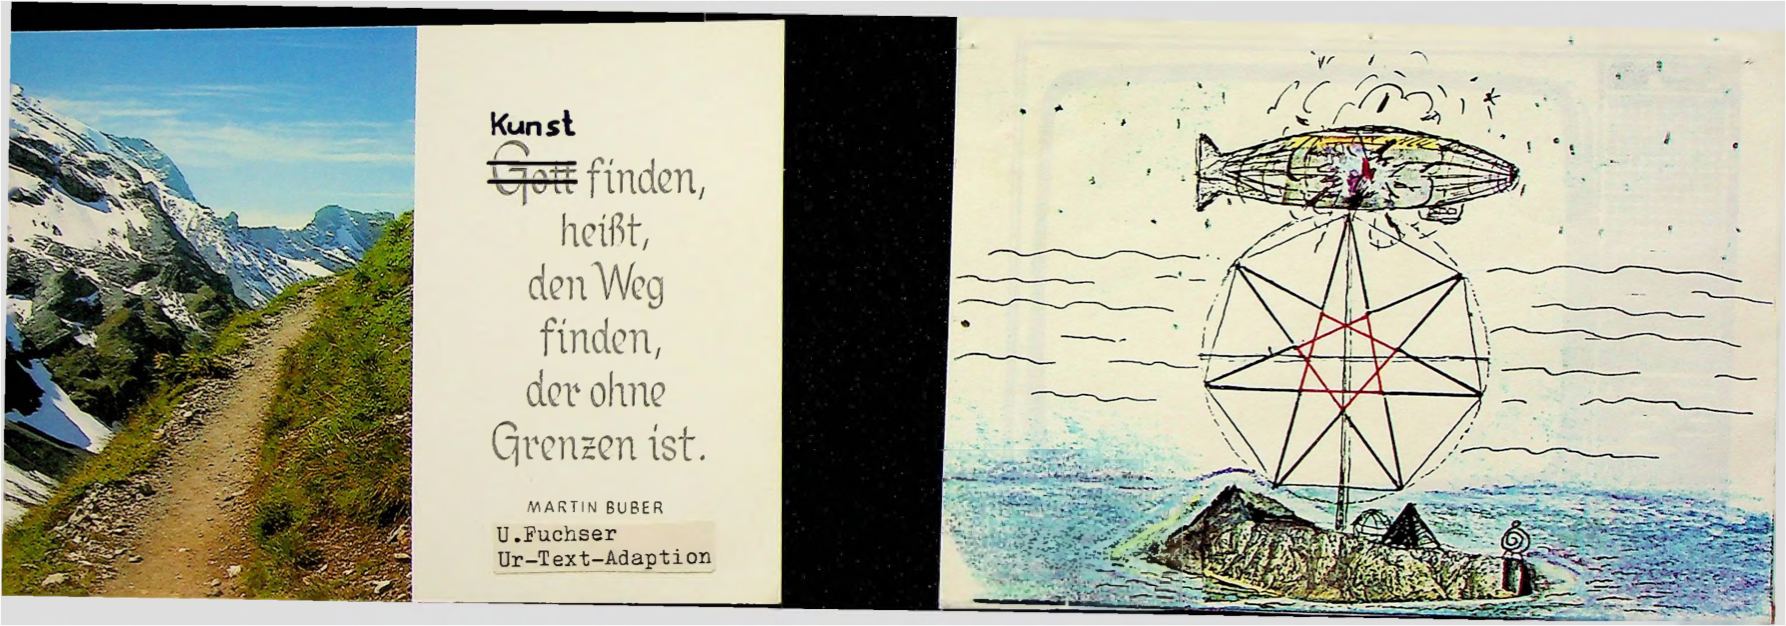 Kunst
Gott finden,
heißt,
den Weg
finden,
der ohne
Grenzen ist.
MARTIN BUBER
U.Fuchser
Ur-Text-Adaption